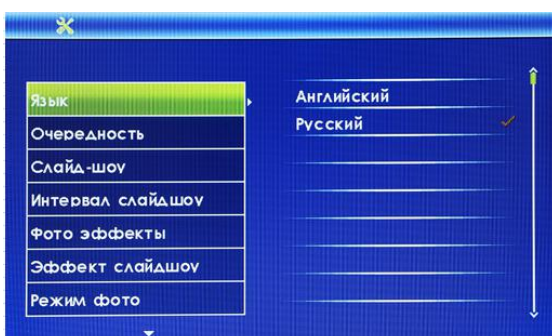 Язык
Английский
Русский
Очередность
Слайд-шоу
Интервал слайдшоу
Фото эффекты
Эффект слайдшоу
Режим фото